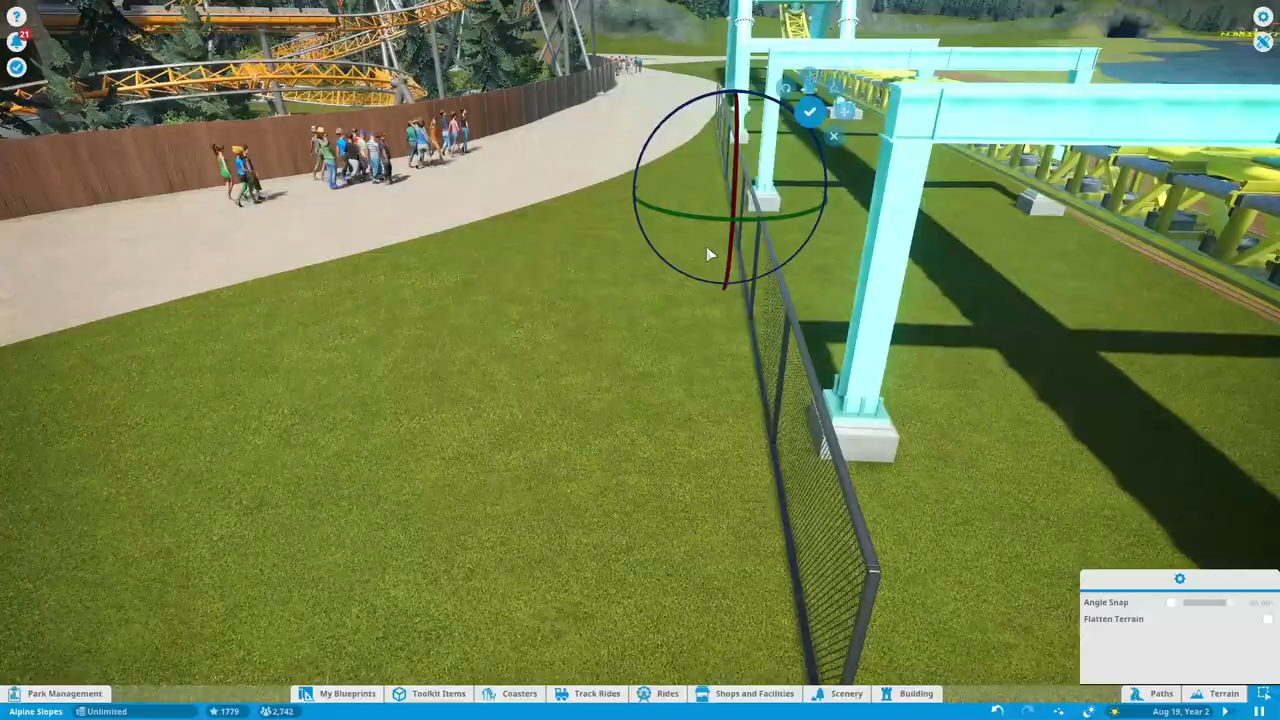 ?
21
Angle Snap
Flatten Terrain
Park Management
My Blueprints
Toolkit Items
Coasters
Track Rides
Rides
Shops and Facilities
Scenery
Building
Paths
Terrain
Alpine Slopes
Unlimited
1779
2,742
Aug 19, Year 2